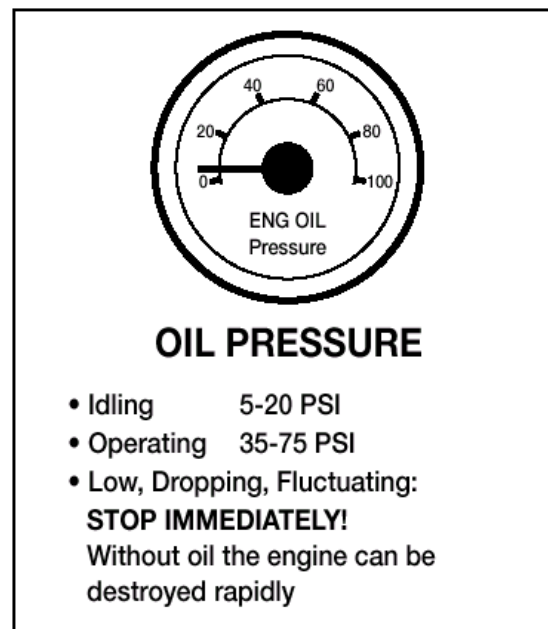 40 60
20 80
0 100
ENG OIL
Pressure
OIL PRESSURE
• Idling 5-20 PSI
• Operating 35-75 PSI
• Low, Dropping, Fluctuating:
STOP IMMEDIATELY!
Without oil the engine can be
destroyed rapidly